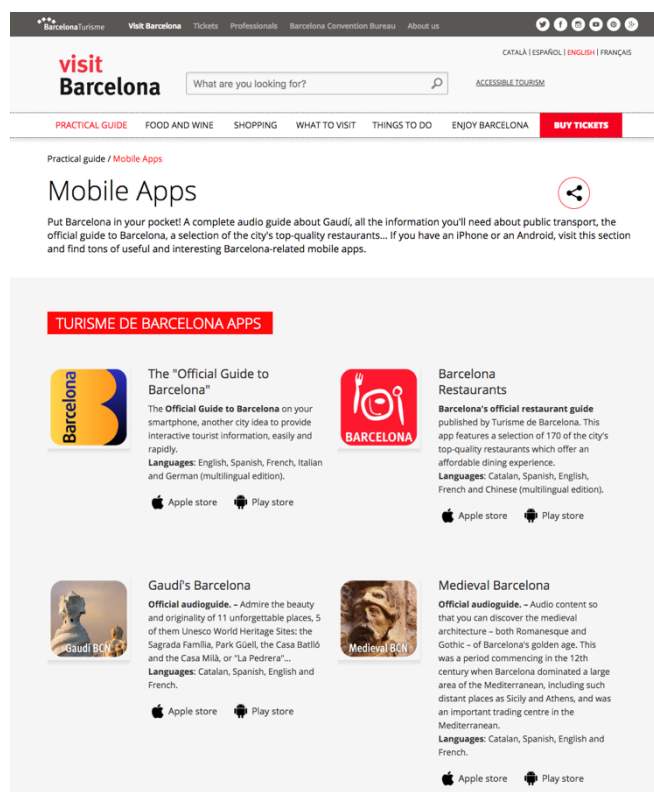 BarcelonaTurisme Visit Barcelona Tickets Professionals Barcelona Convention Bureau About us
CATALÀ | ESPAÑOL | ENGLISH | FRANÇAIS
visit
Barcelona
What are you looking for?
ACCESSIBLE TOURISM
PRACTICAL GUIDE FOOD AND WINE SHOPPING WHAT TO VISIT THINGS TO DO ENJOY BARCELONA BUY TICKETS
Practical guide / Mobile Apps
Mobile Apps
Put Barcelona in your pocket! A complete audio guide about Gaudí, all the information you'll need about public transport, the
official guide to Barcelona, a selection of the city's top-quality restaurants... If you have an iPhone or an Android, visit this section
and find tons of useful and interesting Barcelona-related mobile apps.
TURISME DE BARCELONA APPS
Barcelona
B
The "Official Guide to
Barcelona"
The Official Guide to Barcelona on your
smartphone, another city idea to provide
interactive tourist information, easily and
rapidly.
Languages: English, Spanish, French, Italian
and German (multilingual edition).
Apple store Play store
BARCELONA
Barcelona
Restaurants
Barcelona's official restaurant guide
published by Turisme de Barcelona. This
app features a selection of 170 of the city's
top-quality restaurants which offer an
affordable dining experience.
Languages: Catalan, Spanish, English,
French and Chinese (multilingual edition).
Apple store Play store
Gaudí BCN
Gaudí's Barcelona
Official audioguide. – Admire the beauty
and originality of 11 unforgettable places, 5
of them Unesco World Heritage Sites: the
Sagrada Família, Park Güell, the Casa Batlló
and the Casa Milà, or "La Pedrera"...
Languages: Catalan, Spanish, English and
French.
Apple store Play store
Medieval BCN
Medieval Barcelona
Official audioguide. – Audio content so
that you can discover the medieval
architecture – both Romanesque and
Gothic – of Barcelona's golden age. This
was a period commencing in the 12th
century when Barcelona dominated a large
area of the Mediterranean, including such
distant places as Sicily and Athens, and was
an important trading centre in the
Mediterranean.
Languages: Catalan, Spanish, English and
French.
Apple store Play store